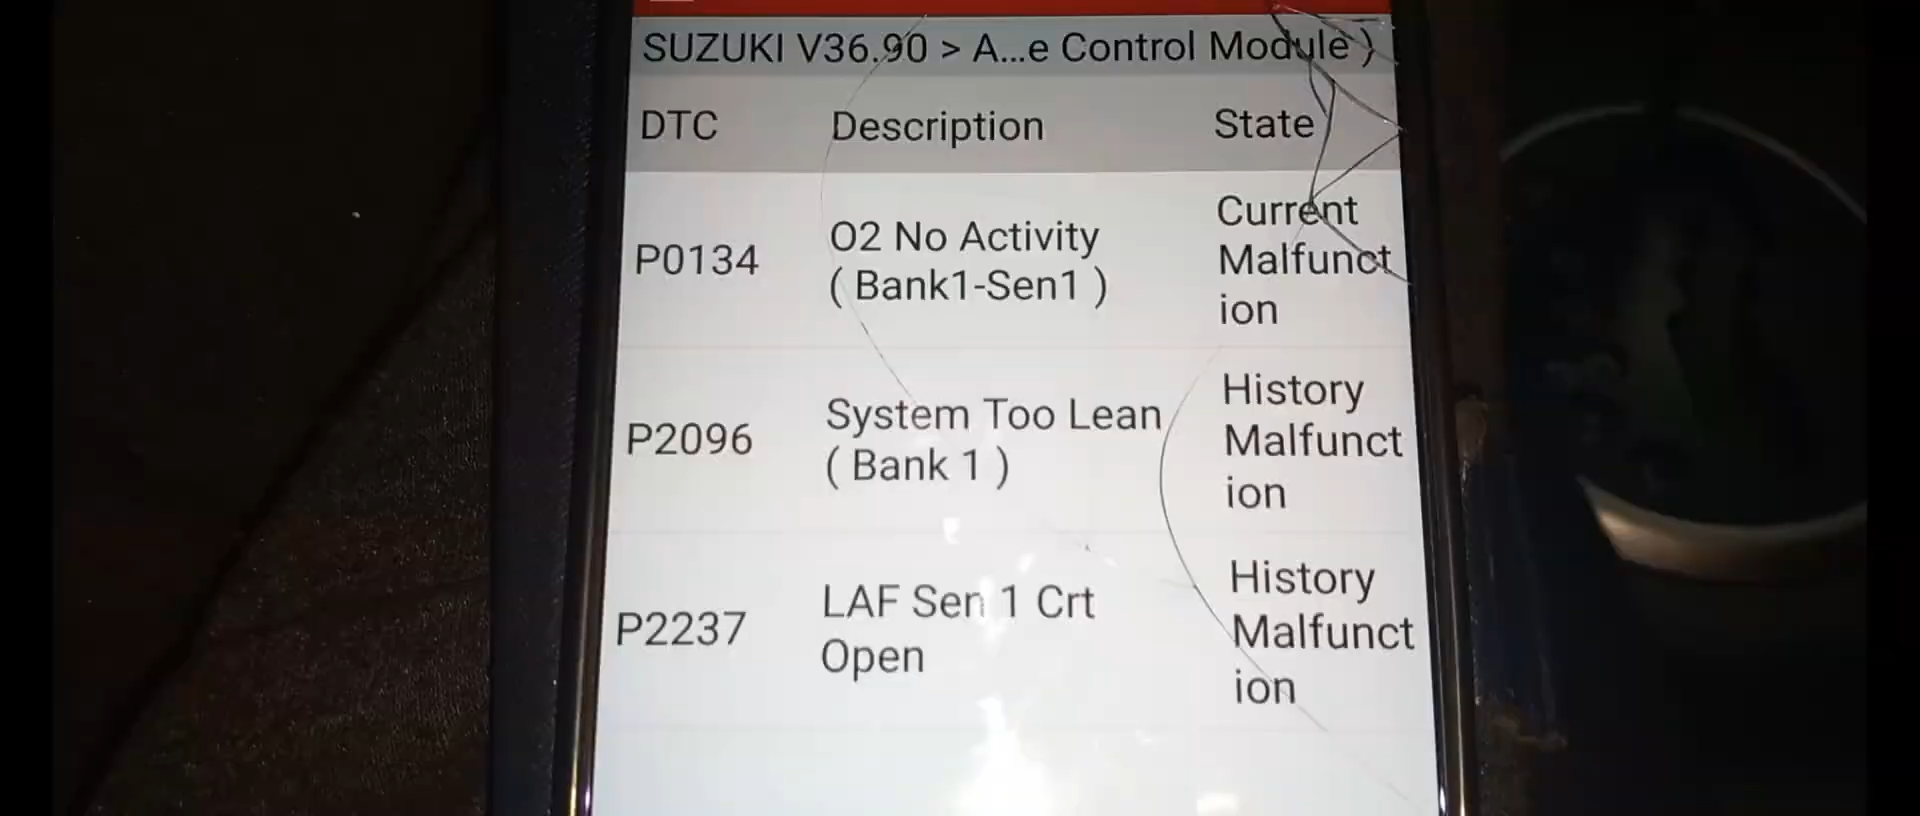 SUZUKI V36.90 > A...e Control Module )
DTC Description State
P0134 O2 No Activity ( Bank1-Sen1 ) Current Malfunct ion
P2096 System Too Lean ( Bank 1 ) History Malfunct ion
P2237 LAF Sen 1 Crt Open History Malfunct ion